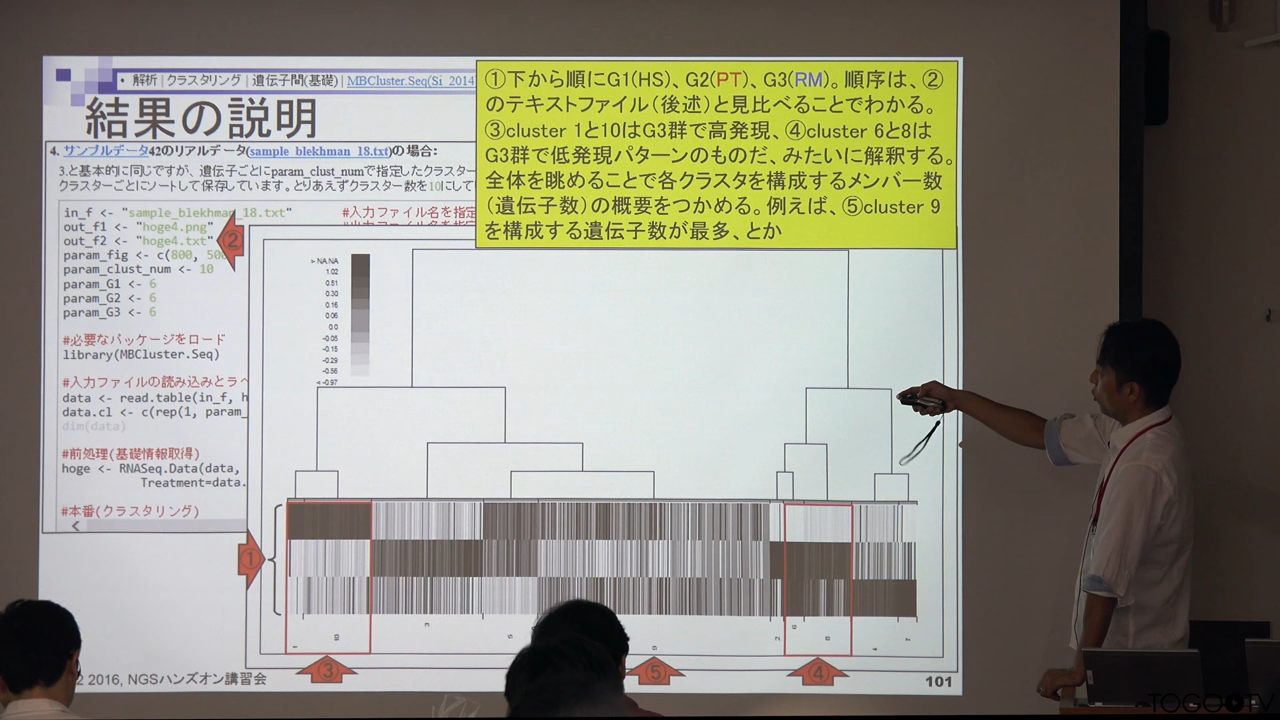 ・解析 | クラスタリング | 遺伝子間(基礎) | MBCluster.Seq(Si_2014
結果の説明
①下から順にG1(HS)、G2(PT)、G3(RM)。順序は、②
のテキストファイル(後述)と見比べることでわかる。
③cluster 1と10はG3群で高発現、④cluster 6と8は
G3群で低発現パターンのものだ、みたいに解釈する。
全体を眺めることで各クラスタを構成するメンバー数
(遺伝子数)の概要をつかめる。例えば、⑤cluster 9
を構成する遺伝子数が最多、とか
4. サンプルデータ42のリアルデータ(sample_blekhman_18.txt)の場合:
3.と基本的に同じですが、遺伝子ごとにparam_clust_numで指定したクラスター
クラスターごとにソートして保存しています。とりあえずクラスター数を10にして
in_f <- "sample_blekhman_18.txt" #入力ファイル名を指定
out_f1 <- "hoge4.png"
out_f2 <- "hoge4.txt"
②
param_fig <- c(800, 50
param_clust_num <- 10
param_G1 <- 6
param_G2 <- 6
param_G3 <- 6
#必要なパッケージをロード
library(MBCluster.Seq)
#入力ファイルの読み込みとラベ
data <- read.table(in_f, h
data.cl <- c(rep(1, param_
dim(data)
#前処理(基礎情報取得)
hoge <- RNASeq.Data(data,
Treatment=data.
#本番(クラスタリング)
> NA.NA
1.02
0.51
0.30
0.16
0.06
0.0
-0.05
-0.15
-0.29
-0.56
< -0.97
①
③
⑤
④
2016, NGSハンズオン講習会
101
TOGOTV